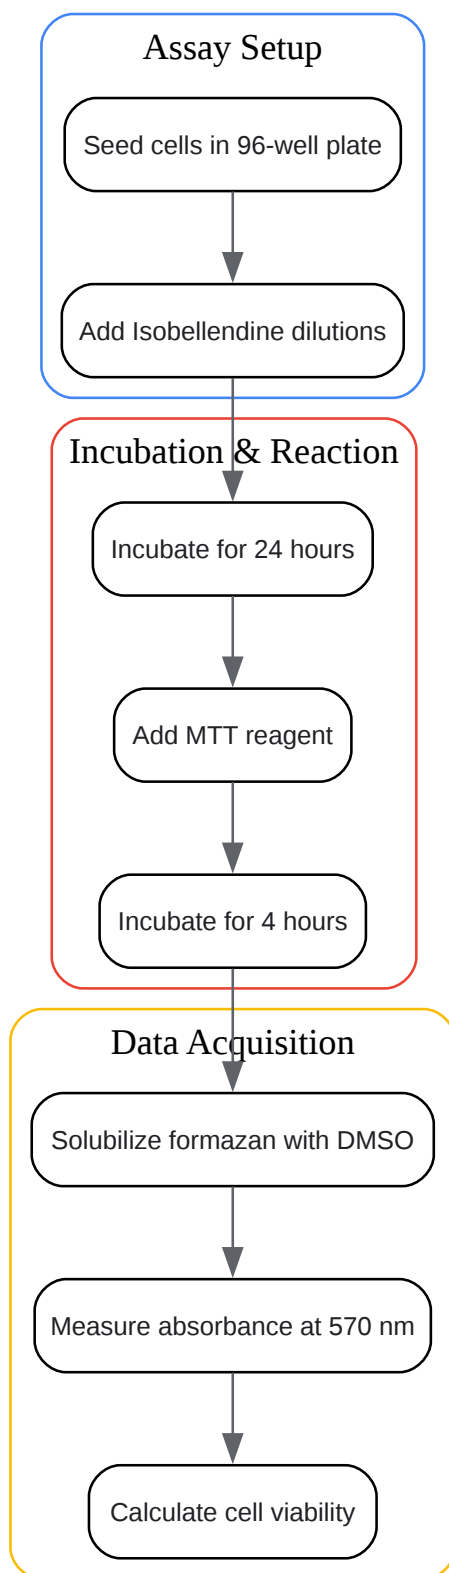 Assay Setup
Seed cells in 96-well plate
Add Isobellendine dilutions
Incubation & Reaction
Incubate for 24 hours
Add MTT reagent
Incubate for 4 hours
Data Acquisition
Solubilize formazan with DMSO
Measure absorbance at 570 nm
Calculate cell viability